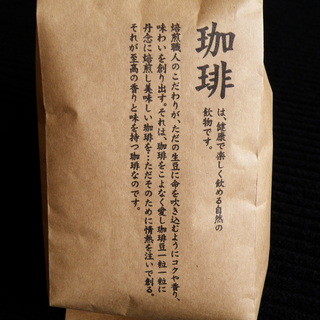 珈琲
は、健康で楽しく飲める自然の
飲物です。
焙煎職人のこだわりが、ただの生豆に命を吹き込むようにコクや香り、
味わいを創り出す。それは、珈琲をこよなく愛し珈琲豆一粒一粒に
丹念に焙煎し美味しい珈琲を…ただそのために情熱を注いで創る。
それが至高の香りと味を持つ珈琲なのです。